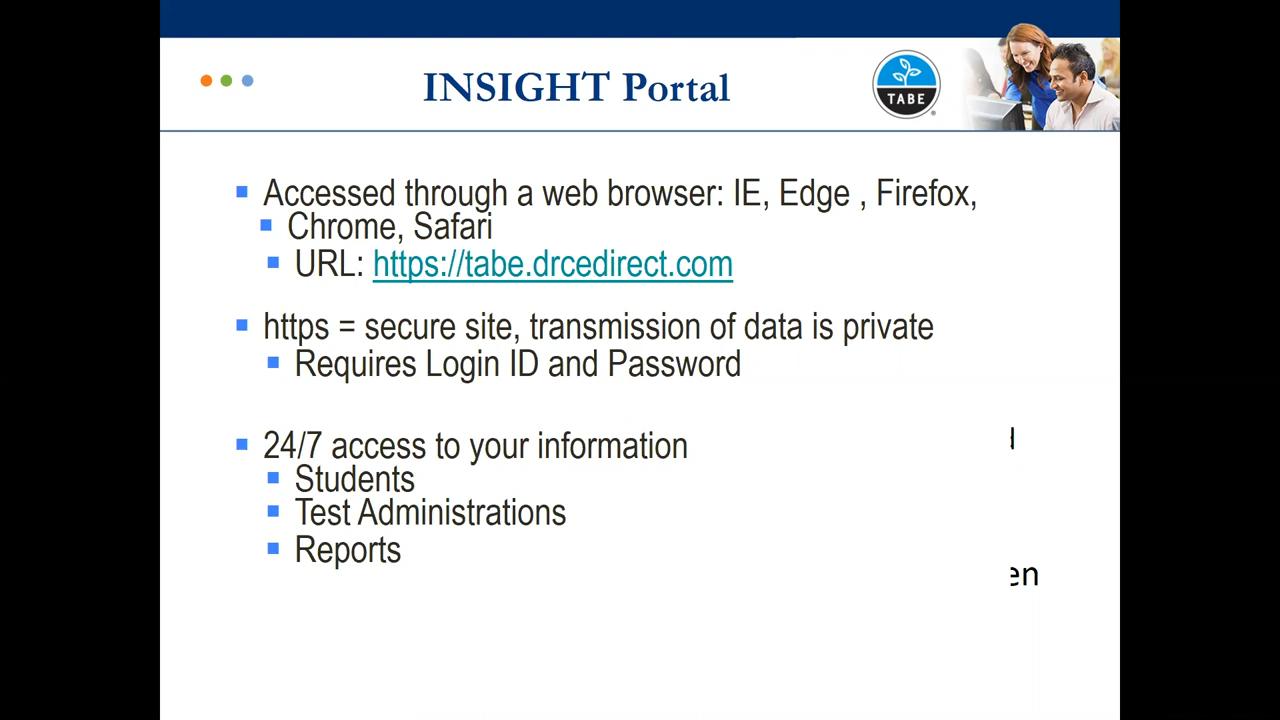 INSIGHT Portal
TABE
Accessed through a web browser: IE, Edge , Firefox,
Chrome, Safari
URL: https://tabe.drcedirect.com
https = secure site, transmission of data is private
Requires Login ID and Password
24/7 access to your information
Students
Test Administrations
Reports
en